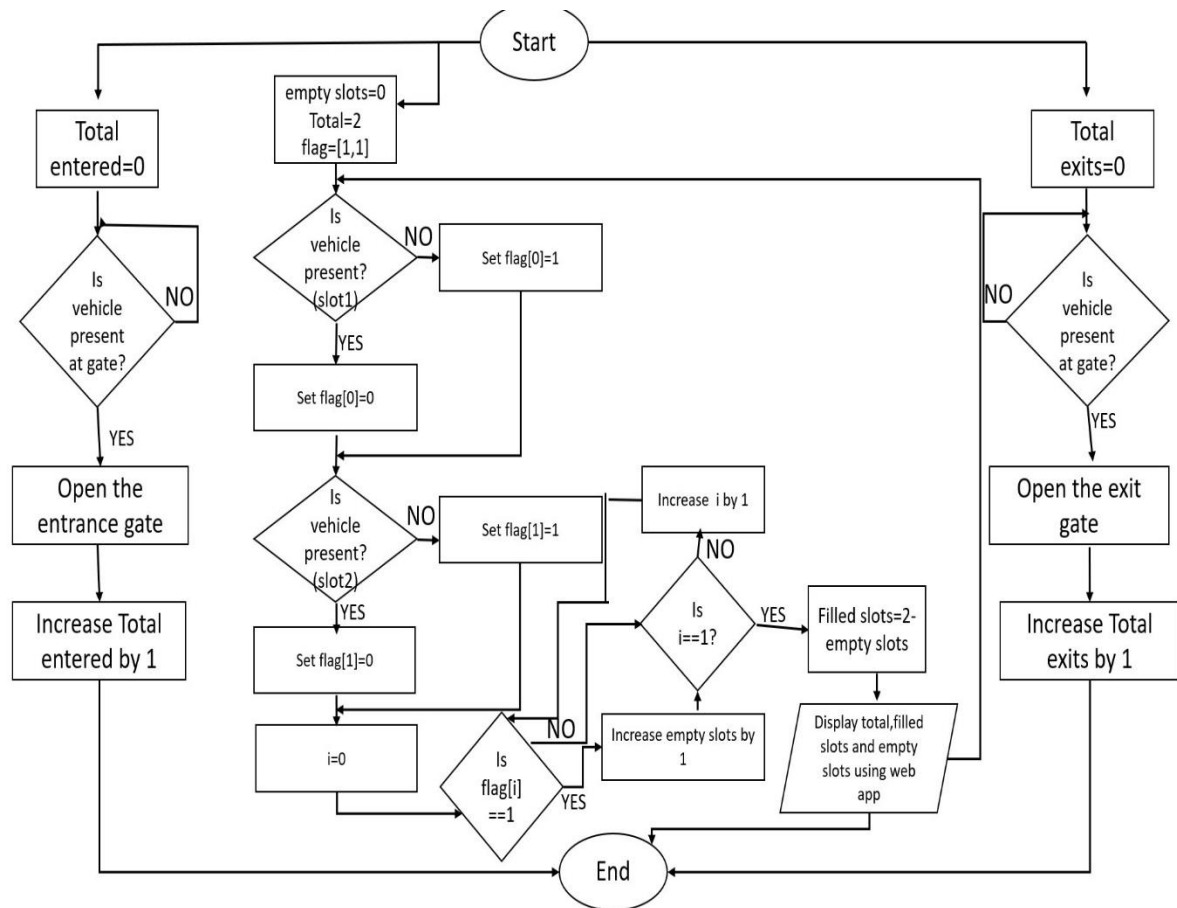 Start
Total
entered=0
Is
vehicle
present
at gate?
NO
YES
Open the
entrance gate
Increase Total
entered by 1
empty slots=0
Total=2
flag=[1,1]
Is
vehicle
present?
(slot1)
NO
Set flag[0]=1
YES
Set flag[0]=0
Is
vehicle
present?
(slot2)
NO
Set flag[1]=1
YES
Set flag[1]=0
i=0
Is
flag[i]
==1
NO
YES
Increase empty slots by
1
Is
i==1?
NO
Increase i by 1
YES
Filled slots=2-
empty slots
Display total,filled
slots and empty
slots using web
app
Total
exits=0
Is
vehicle
present
at gate?
NO
YES
Open the exit
gate
Increase Total
exits by 1
End